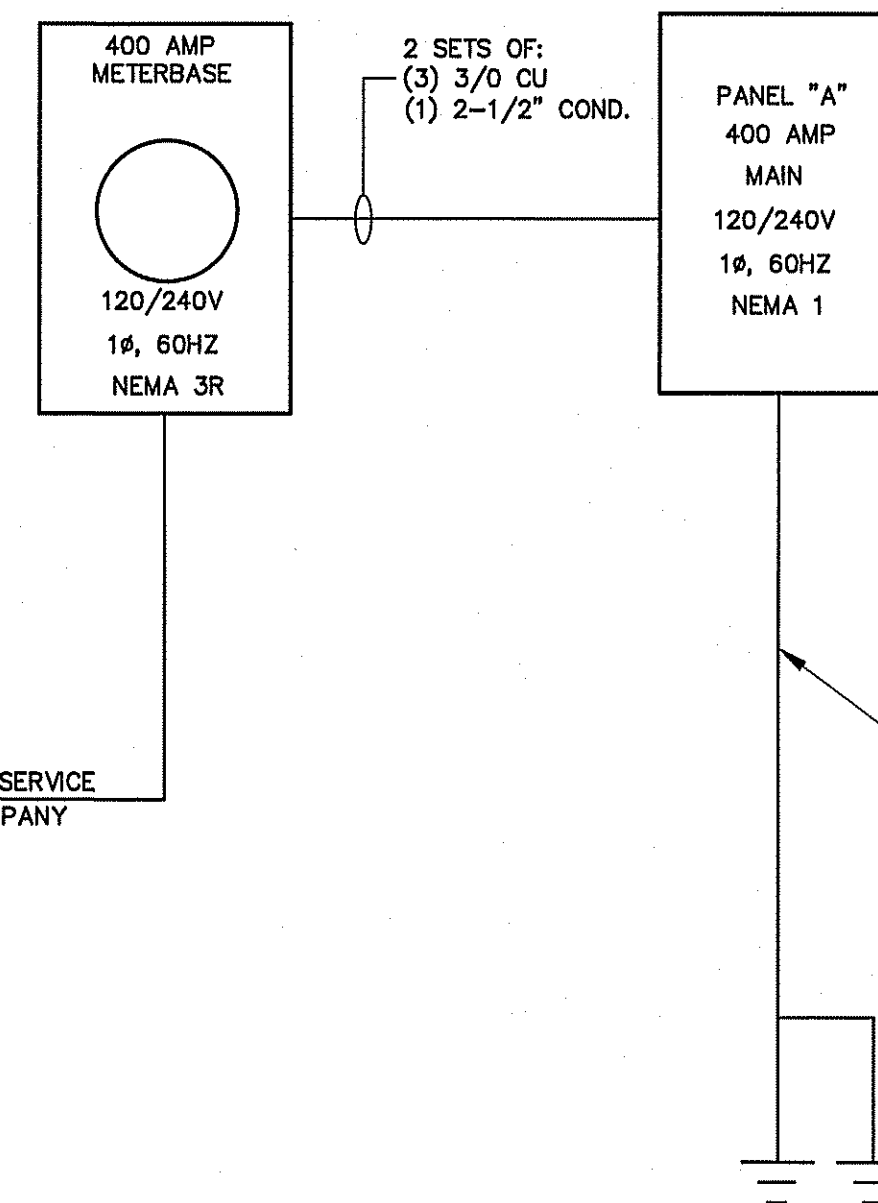 400 AMP
METERBASE
120/240V
1ø, 60HZ
NEMA 3R
2 SETS OF:
(3) 3/0 CU
(1) 2-1/2" COND.
PANEL "A"
400 AMP
MAIN
120/240V
1ø, 60HZ
NEMA 1
SERVICE
PANY